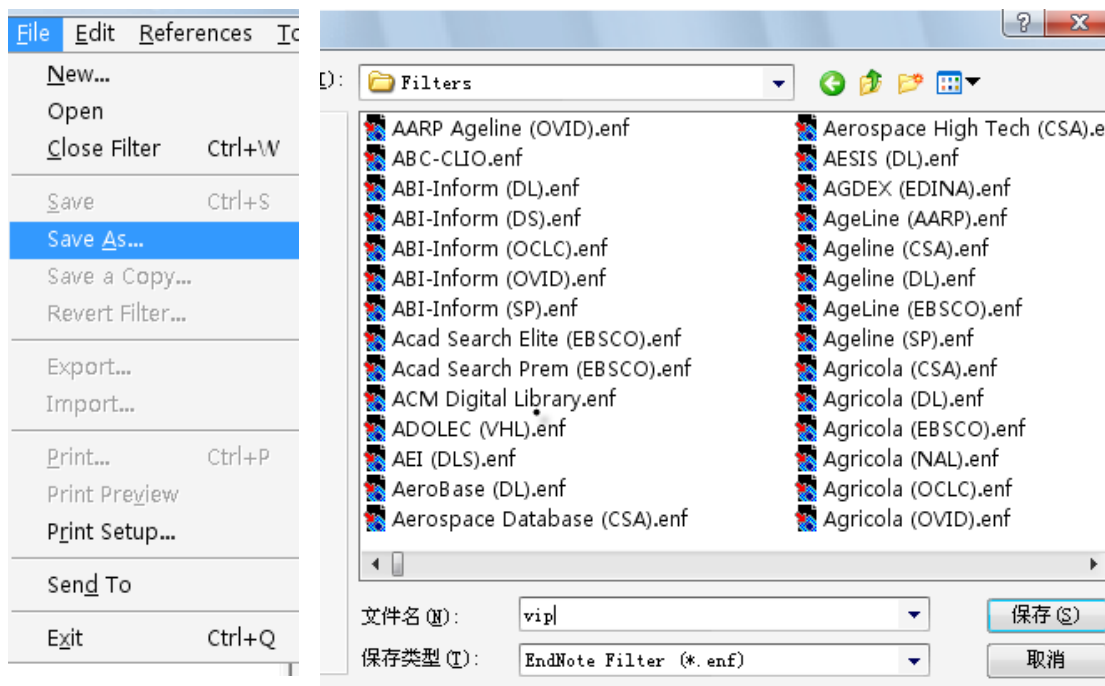 File Edit References To
New...
Open
Close Filter Ctrl+W
Save Ctrl+S
Save As...
Save a Copy...
Revert Filter...
Export...
Import...
Print... Ctrl+P
Print Preview
Print Setup...
Send To
Exit Ctrl+Q
?
X
(I): Filters
AARP Ageline (OVID).enf
ABC-CLIO.enf
ABI-Inform (DL).enf
ABI-Inform (DS).enf
ABI-Inform (OCLC).enf
ABI-Inform (OVID).enf
ABI-Inform (SP).enf
Acad Search Elite (EBSCO).enf
Acad Search Prem (EBSCO).enf
ACM Digital Library.enf
ADOLEC (VHL).enf
AEI (DLS).enf
AeroBase (DL).enf
Aerospace Database (CSA).enf
Aerospace High Tech (CSA).e
AESIS (DL).enf
AGDEX (EDINA).enf
AgeLine (AARP).enf
Ageline (CSA).enf
Ageline (DL).enf
AgeLine (EBSCO).enf
Ageline (SP).enf
Agricola (CSA).enf
Agricola (DL).enf
Agricola (EBSCO).enf
Agricola (NAL).enf
Agricola (OCLC).enf
Agricola (OVID).enf
文件名(N): vip 保存(S)
保存类型(T): EndNote Filter (*.enf) 取消